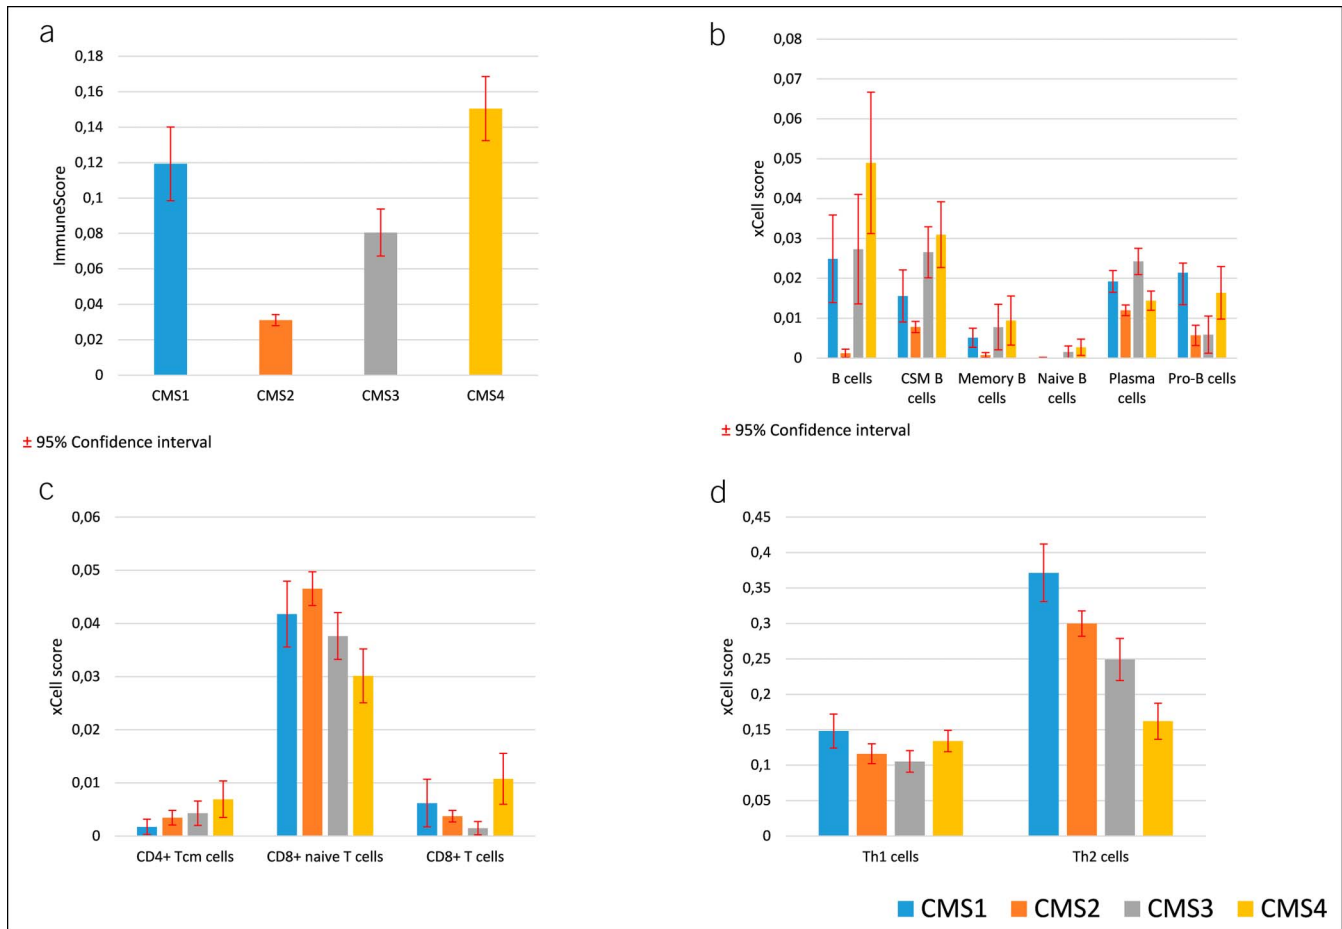 a
0,18
0,16
0,14
0,12
0,1
0,08
0,06
0,04
0,02
0
ImmuneScore
CMS1 CMS2 CMS3 CMS4
± 95% Confidence interval
b
0,08
0,07
0,06
0,05
0,04
0,03
0,02
0,01
0
xCell score
B cells CSM B Memory B Naive B Plasma Pro-B cells
cells cells cells cells
± 95% Confidence interval
c
0,06
0,05
0,04
0,03
0,02
0,01
0
xCell score
CD4+ Tcm cells CD8+ naive T cells CD8+ T cells
d
0,45
0,4
0,35
0,3
0,25
0,2
0,15
0,1
0,05
0
xCell score
Th1 cells Th2 cells
CMS1 CMS2 CMS3 CMS4